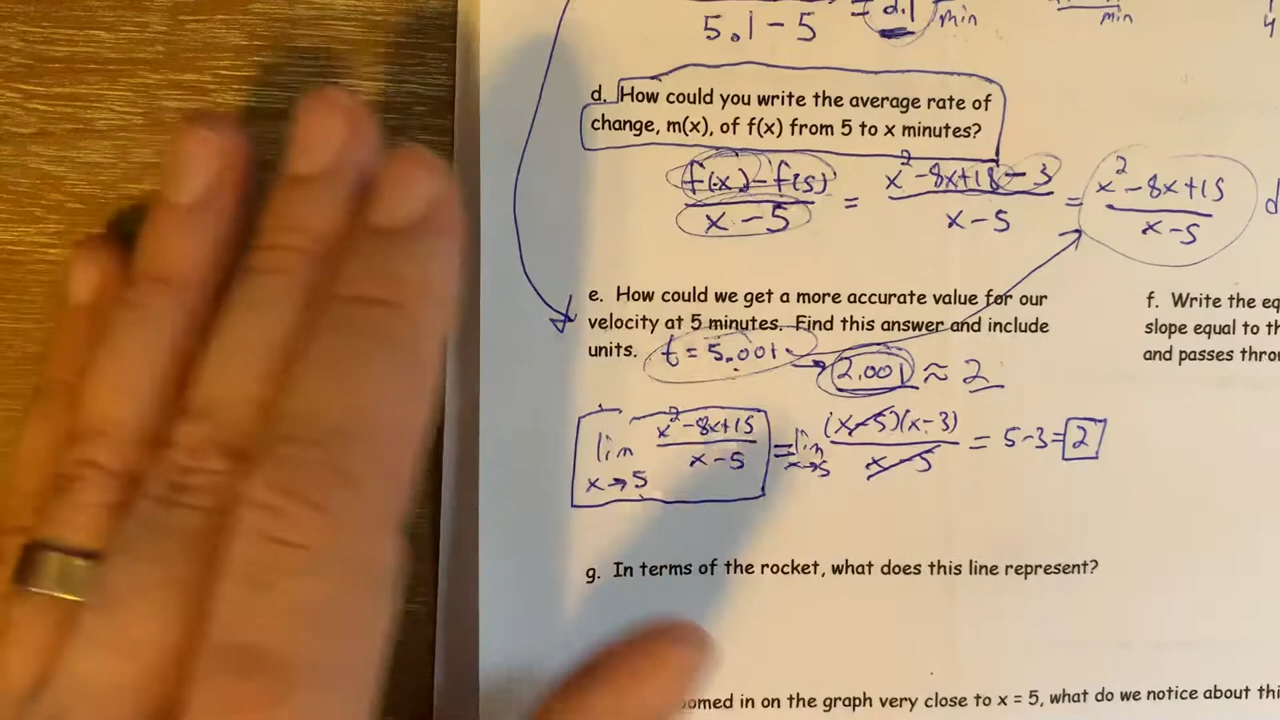 5.1-5 = 2.1 min
min
d. How could you write the average rate of
change, m(x), of f(x) from 5 to x minutes?
f(x)-f(5) / x-5 = x²-8x+18-3 / x-5 = x²-8x+15 / x-5
e. How could we get a more accurate value for our
velocity at 5 minutes. Find this answer and include
units. t = 5.001 → 2.001 ≈ 2
lim x→5 x²-8x+15 / x-5 = lim x→5 (x-5)(x-3) / x-5 = 5-3 = 2
f. Write the eq
slope equal to th
and passes throu
g. In terms of the rocket, what does this line represent?
omed in on the graph very close to x = 5, what do we notice about thi